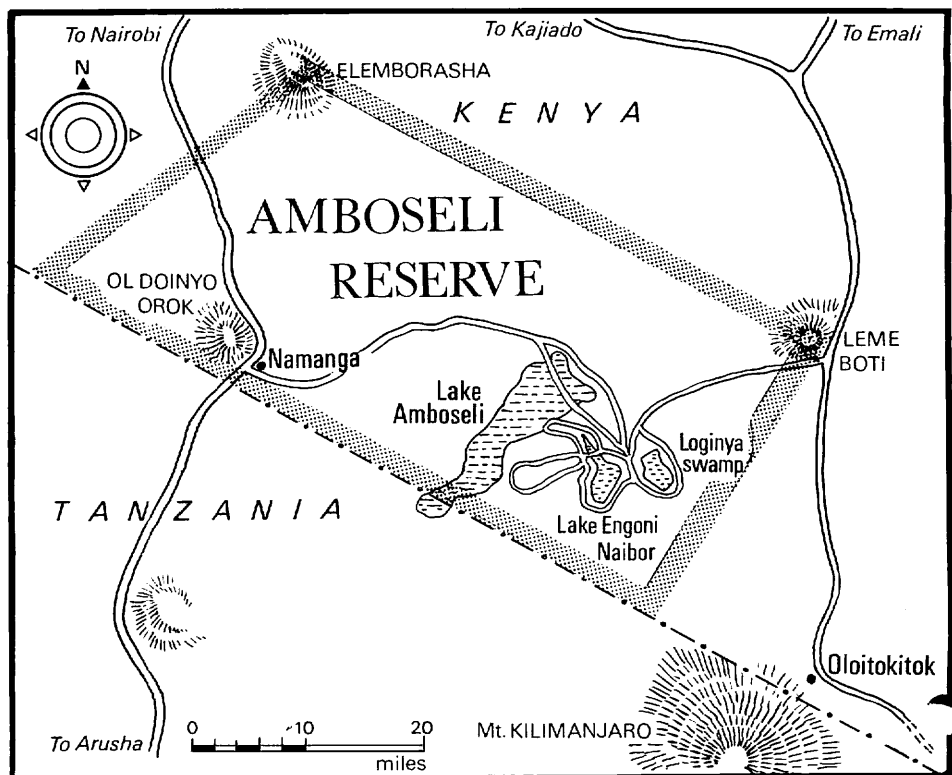 To Nairobi
To Kajiado
To Emali
N
ELEMBORASHA
KENYA
AMBOSELI
RESERVE
OL DOINYO
OROK
Namanga
LEME
BOTI
Lake
Amboseli
Loginya
swamp
Lake Engoni
Naibor
TANZANIA
Oloitokitok
Mt. KILIMANJARO
To Arusha
0 10 20
miles